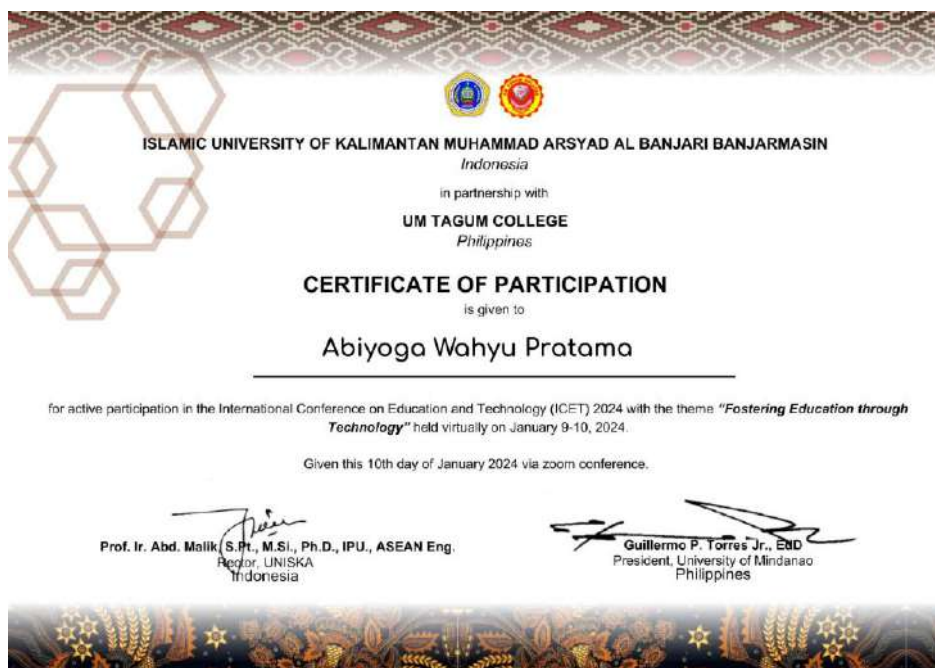 ISLAMIC UNIVERSITY OF KALIMANTAN MUHAMMAD ARSYAD AL BANJARI BANJARMASIN
Indonesia
in partnership with
UM TAGUM COLLEGE
Philippines
CERTIFICATE OF PARTICIPATION
is given to
Abiyoga Wahyu Pratama
for active participation in the International Conference on Education and Technology (ICET) 2024 with the theme "Fostering Education through
Technology" held virtually on January 9-10, 2024.
Given this 10th day of January 2024 via zoom conference.
Prof. Ir. Abd. Malik, S.Pt., M.Si., Ph.D., IPU., ASEAN Eng.
Rector, UNISKA
Indonesia
Guillermo P. Torres Jr., EdD
President, University of Mindanao
Philippines